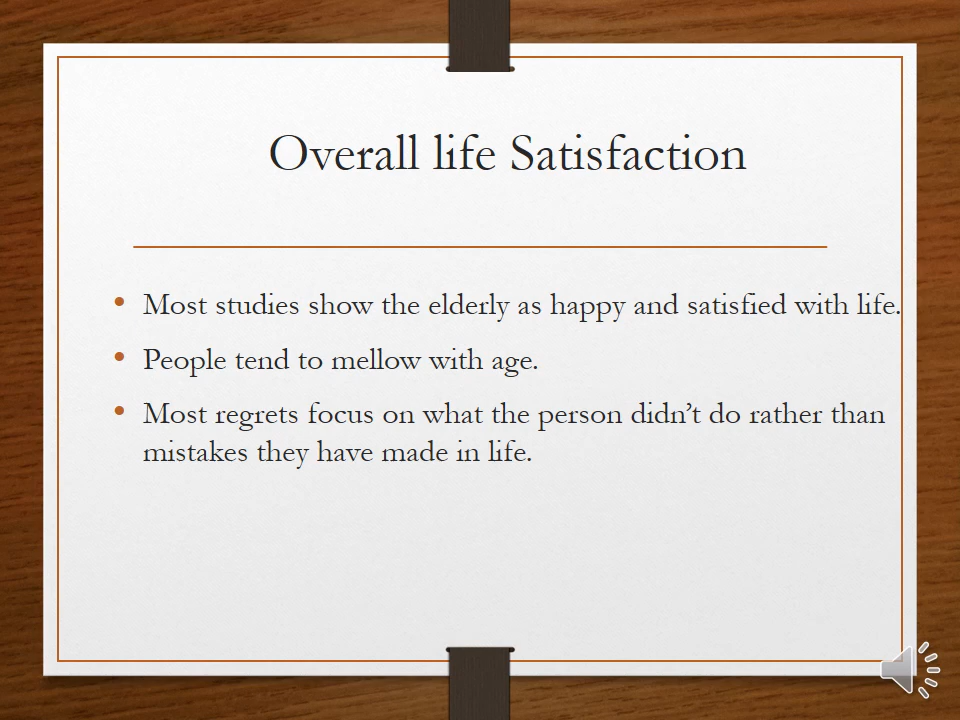 Overall life Satisfaction
• Most studies show the elderly as happy and satisfied with life.
• People tend to mellow with age.
• Most regrets focus on what the person didn’t do rather than
mistakes they have made in life.